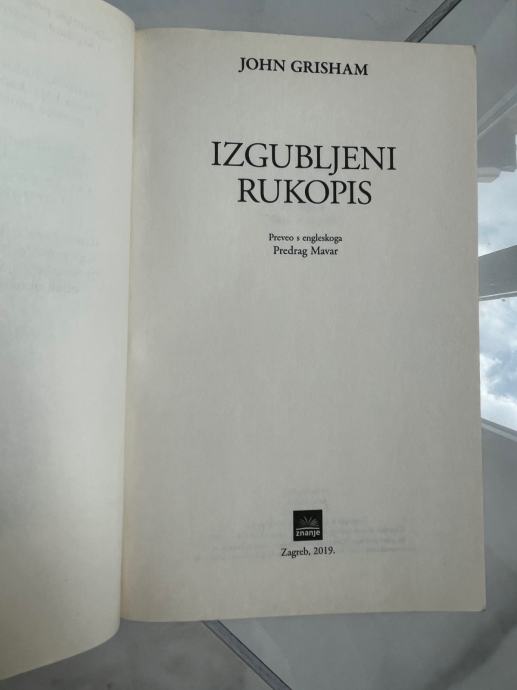 JOHN GRISHAM
IZGUBLJENI
RUKOPIS
Preveo s engleskoga
Predrag Mavar
znanje
Zagreb, 2019.